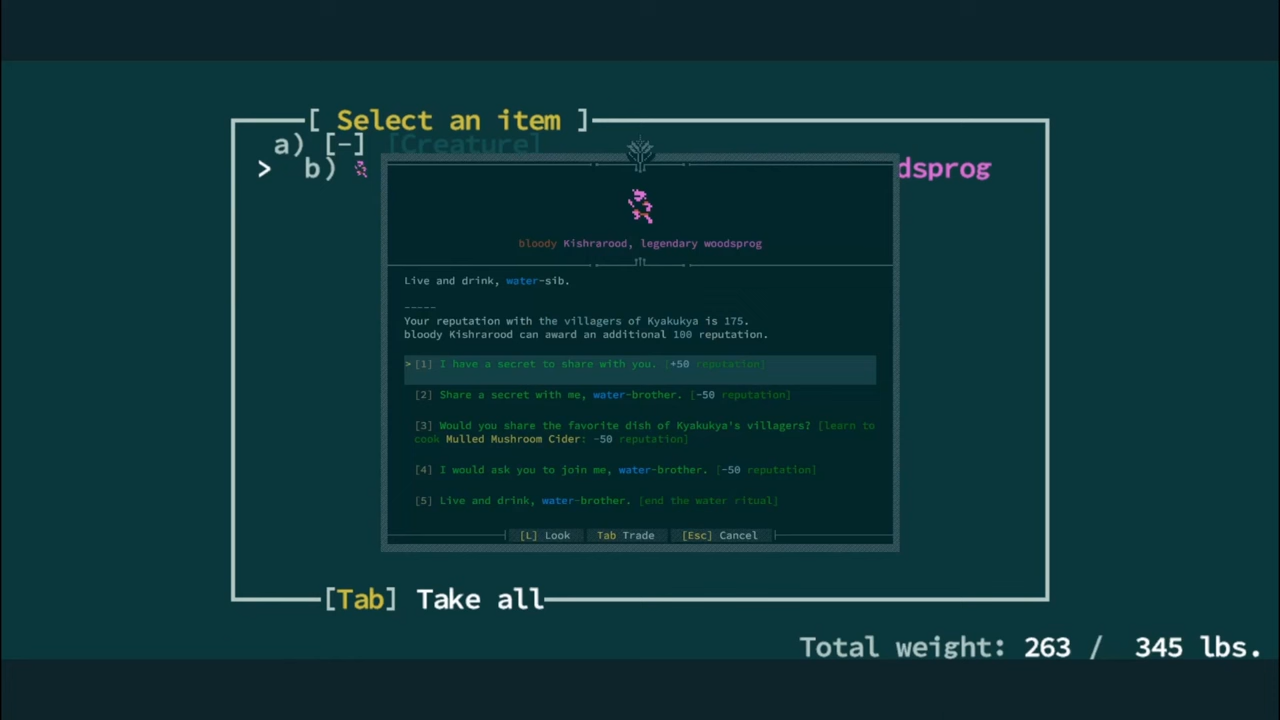 [ Select an item ]
a) [-] [Creature]
> b) dsprog
bloody Kishrarood, legendary woodsprog
Live and drink, water-sib.
-----
Your reputation with the villagers of Kyakukya is 175.
bloody Kishrarood can award an additional 100 reputation.
>[1] I have a secret to share with you. [+50 reputation]
[2] Share a secret with me, water-brother. [-50 reputation]
[3] Would you share the favorite dish of Kyakukya's villagers? [learn to
cook Mulled Mushroom Cider: -50 reputation]
[4] I would ask you to join me, water-brother. [-50 reputation]
[5] Live and drink, water-brother. [end the water ritual]
[L] Look Tab Trade [Esc] Cancel
[Tab] Take all
Total weight: 263 / 345 lbs.